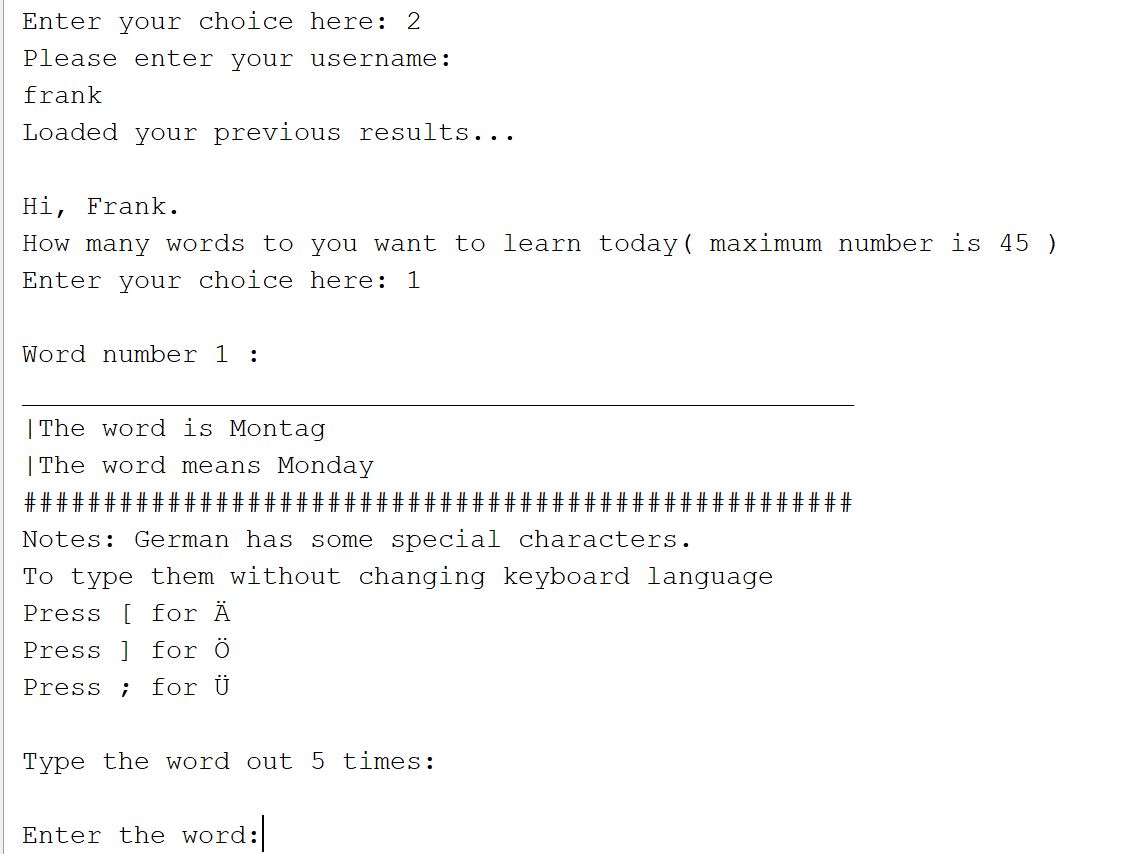 Enter your choice here: 2
Please enter your username:
frank
Loaded your previous results...
Hi, Frank.
How many words to you want to learn today( maximum number is 45 )
Enter your choice here: 1
Word number 1 :
____________________________________________________
|The word is Montag
|The word means Monday
####################################################
Notes: German has some special characters.
To type them without changing keyboard language
Press [ for Ä
Press ] for Ö
Press ; for Ü
Type the word out 5 times:
Enter the word: